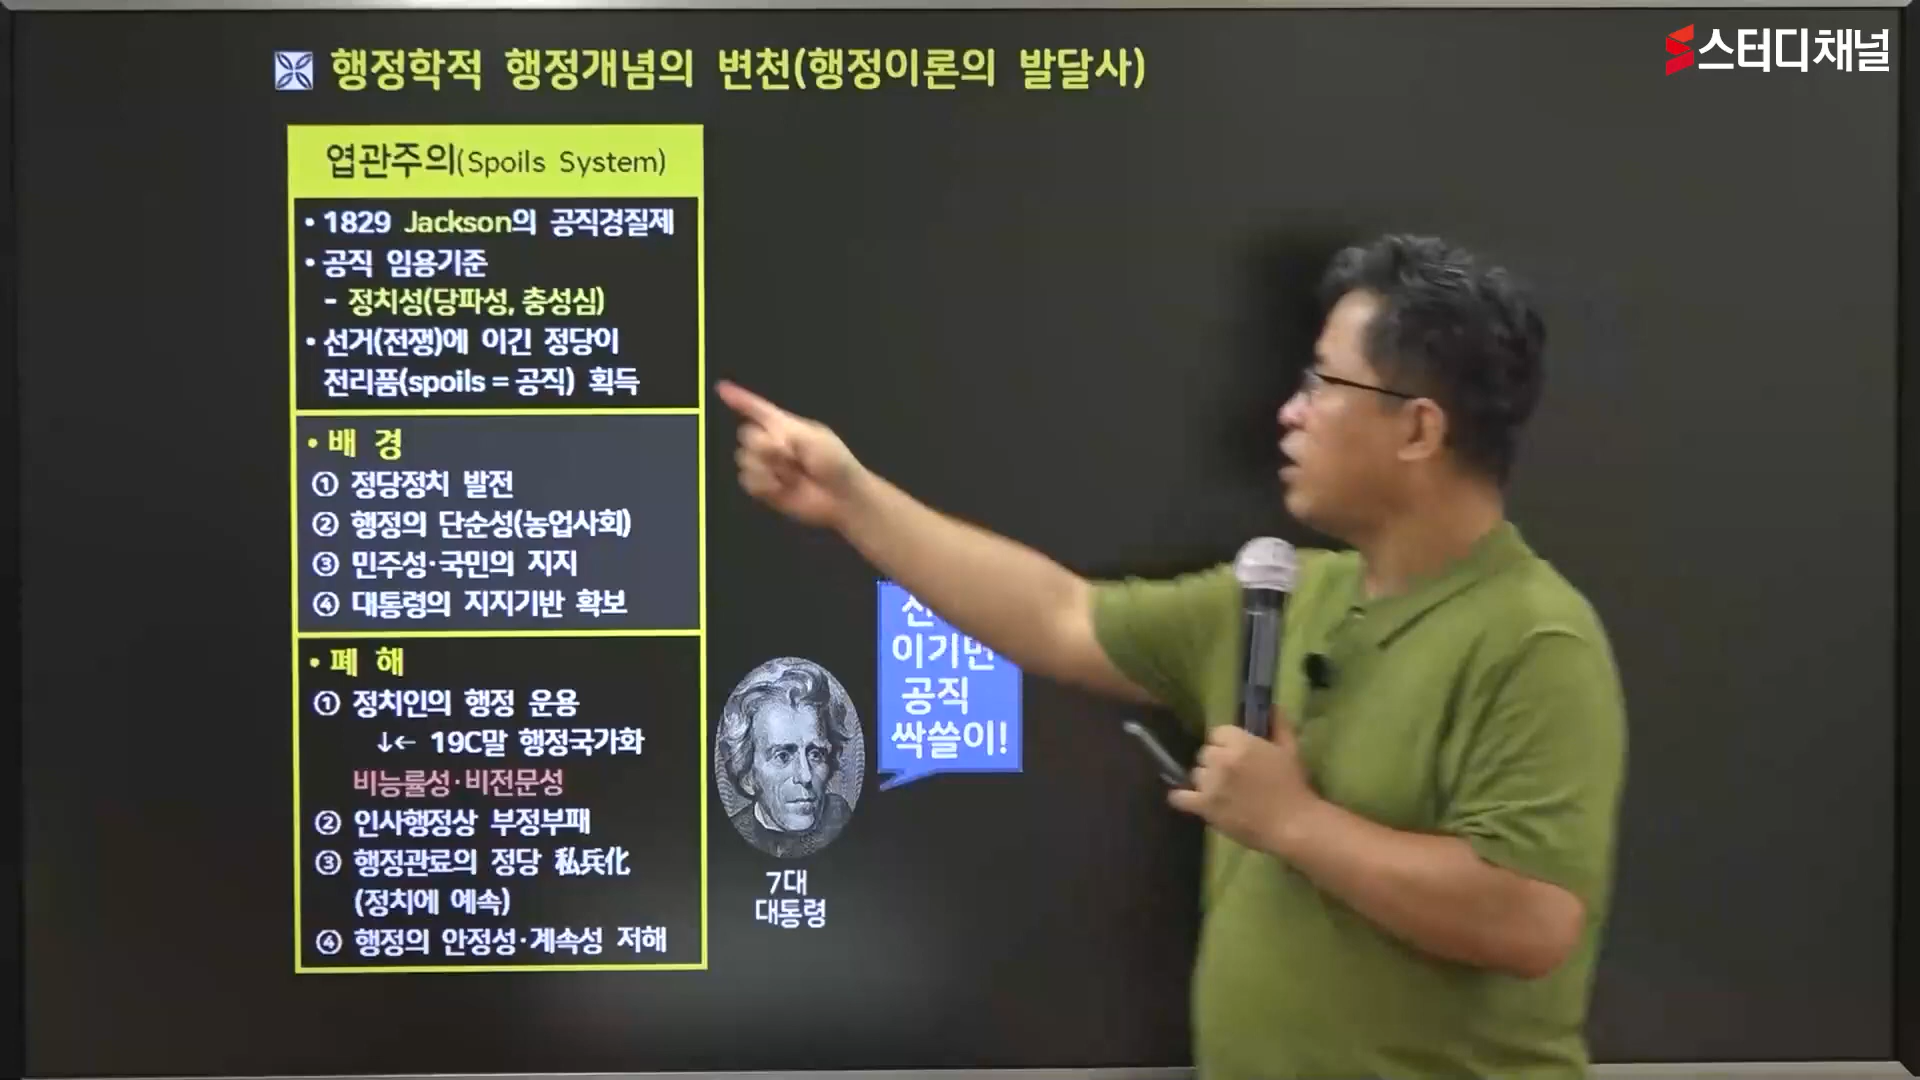 스터디채널
행정학적 행정개념의 변천(행정이론의 발달사)
엽관주의(Spoils System)
• 1829 Jackson의 공직경질제
• 공직 임용기준
- 정치성(당파성, 충성심)
• 선거(전쟁)에 이긴 정당이
전리품(spoils = 공직) 획득
• 배 경
① 정당정치 발전
② 행정의 단순성(농업사회)
③ 민주성·국민의 지지
④ 대통령의 지지기반 확보
• 폐 해
① 정치인의 행정 운용
↓← 19C말 행정국가화
비능률성·비전문성
② 인사행정상 부정부패
③ 행정관료의 정당 私兵化
(정치에 예속)
④ 행정의 안정성·계속성 저해
이기면
공직
싹쓸이!
7대
대통령